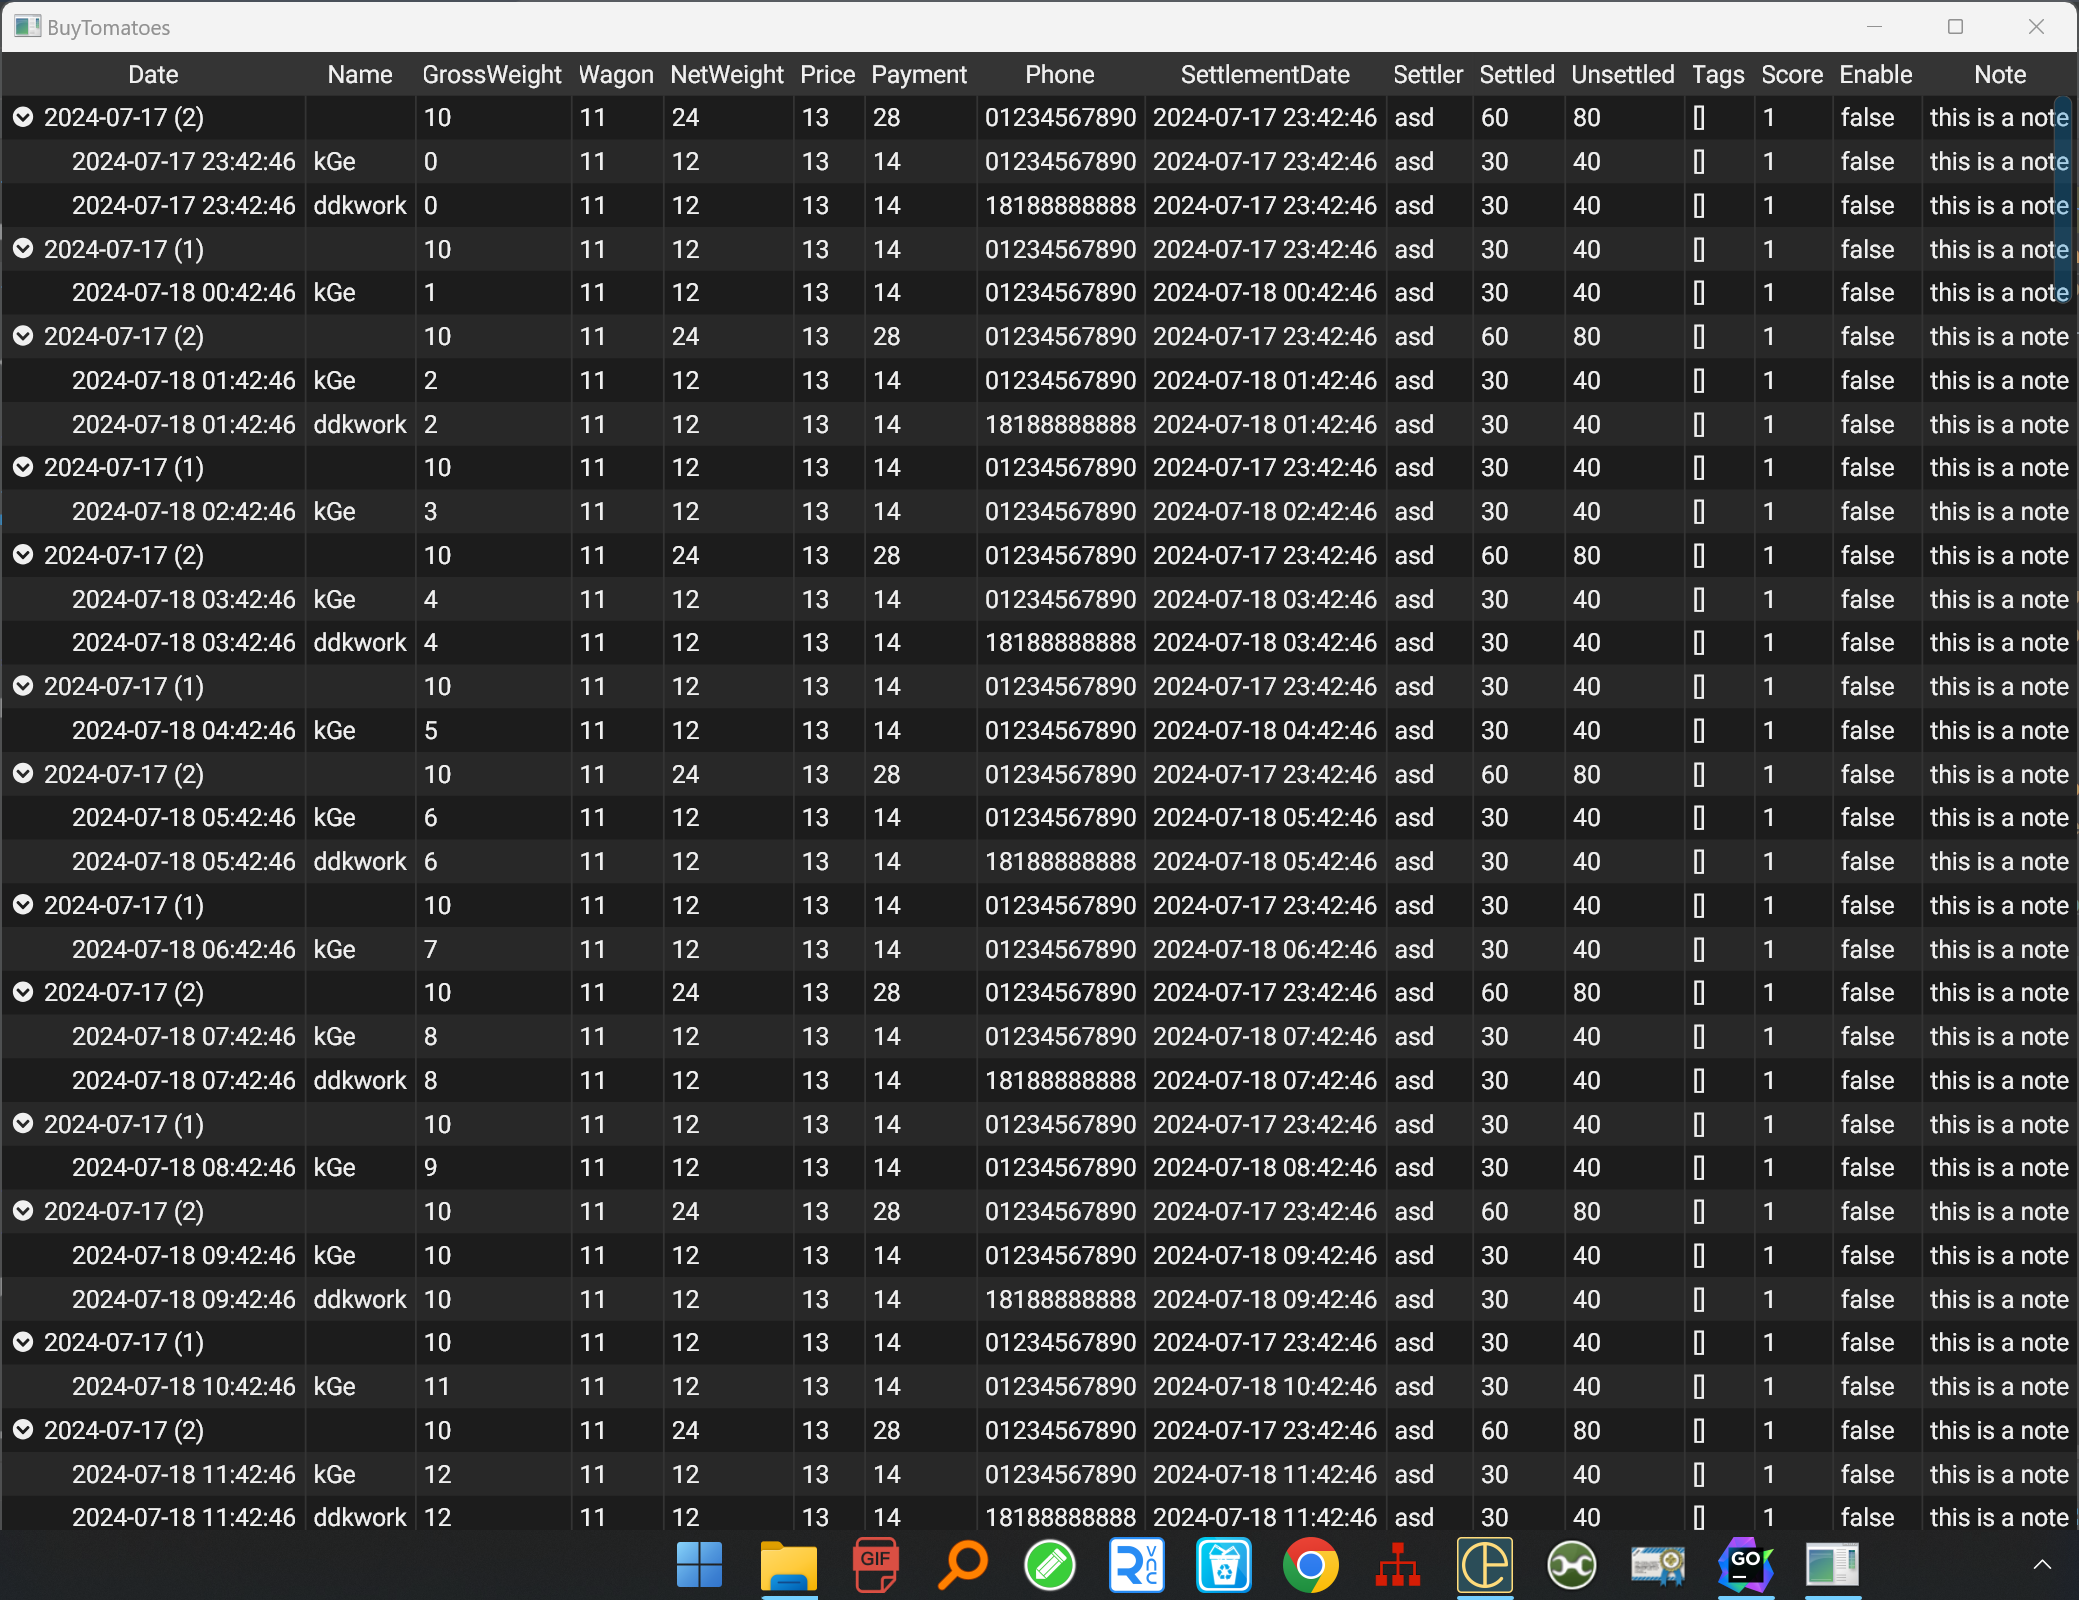 BuyTomatoes
Date Name GrossWeight Wagon NetWeight Price Payment Phone SettlementDate Settler Settled Unsettled Tags Score Enable Note
2024-07-17 (2) 10 11 24 13 28 01234567890 2024-07-17 23:42:46 asd 60 80 [] 1 false this is a note
2024-07-17 23:42:46 kGe 0 11 12 13 14 01234567890 2024-07-17 23:42:46 asd 30 40 [] 1 false this is a note
2024-07-17 23:42:46 ddkwork 0 11 12 13 14 18188888888 2024-07-17 23:42:46 asd 30 40 [] 1 false this is a note
2024-07-17 (1) 10 11 12 13 14 01234567890 2024-07-17 23:42:46 asd 30 40 [] 1 false this is a note
2024-07-18 00:42:46 kGe 1 11 12 13 14 01234567890 2024-07-18 00:42:46 asd 30 40 [] 1 false this is a note
2024-07-17 (2) 10 11 24 13 28 01234567890 2024-07-17 23:42:46 asd 60 80 [] 1 false this is a note
2024-07-18 01:42:46 kGe 2 11 12 13 14 01234567890 2024-07-18 01:42:46 asd 30 40 [] 1 false this is a note
2024-07-18 01:42:46 ddkwork 2 11 12 13 14 18188888888 2024-07-18 01:42:46 asd 30 40 [] 1 false this is a note
2024-07-17 (1) 10 11 12 13 14 01234567890 2024-07-17 23:42:46 asd 30 40 [] 1 false this is a note
2024-07-18 02:42:46 kGe 3 11 12 13 14 01234567890 2024-07-18 02:42:46 asd 30 40 [] 1 false this is a note
2024-07-17 (2) 10 11 24 13 28 01234567890 2024-07-17 23:42:46 asd 60 80 [] 1 false this is a note
2024-07-18 03:42:46 kGe 4 11 12 13 14 01234567890 2024-07-18 03:42:46 asd 30 40 [] 1 false this is a note
2024-07-18 03:42:46 ddkwork 4 11 12 13 14 18188888888 2024-07-18 03:42:46 asd 30 40 [] 1 false this is a note
2024-07-17 (1) 10 11 12 13 14 01234567890 2024-07-17 23:42:46 asd 30 40 [] 1 false this is a note
2024-07-18 04:42:46 kGe 5 11 12 13 14 01234567890 2024-07-18 04:42:46 asd 30 40 [] 1 false this is a note
2024-07-17 (2) 10 11 24 13 28 01234567890 2024-07-17 23:42:46 asd 60 80 [] 1 false this is a note
2024-07-18 05:42:46 kGe 6 11 12 13 14 01234567890 2024-07-18 05:42:46 asd 30 40 [] 1 false this is a note
2024-07-18 05:42:46 ddkwork 6 11 12 13 14 18188888888 2024-07-18 05:42:46 asd 30 40 [] 1 false this is a note
2024-07-17 (1) 10 11 12 13 14 01234567890 2024-07-17 23:42:46 asd 30 40 [] 1 false this is a note
2024-07-18 06:42:46 kGe 7 11 12 13 14 01234567890 2024-07-18 06:42:46 asd 30 40 [] 1 false this is a note
2024-07-17 (2) 10 11 24 13 28 01234567890 2024-07-17 23:42:46 asd 60 80 [] 1 false this is a note
2024-07-18 07:42:46 kGe 8 11 12 13 14 01234567890 2024-07-18 07:42:46 asd 30 40 [] 1 false this is a note
2024-07-18 07:42:46 ddkwork 8 11 12 13 14 18188888888 2024-07-18 07:42:46 asd 30 40 [] 1 false this is a note
2024-07-17 (1) 10 11 12 13 14 01234567890 2024-07-17 23:42:46 asd 30 40 [] 1 false this is a note
2024-07-18 08:42:46 kGe 9 11 12 13 14 01234567890 2024-07-18 08:42:46 asd 30 40 [] 1 false this is a note
2024-07-17 (2) 10 11 24 13 28 01234567890 2024-07-17 23:42:46 asd 60 80 [] 1 false this is a note
2024-07-18 09:42:46 kGe 10 11 12 13 14 01234567890 2024-07-18 09:42:46 asd 30 40 [] 1 false this is a note
2024-07-18 09:42:46 ddkwork 10 11 12 13 14 18188888888 2024-07-18 09:42:46 asd 30 40 [] 1 false this is a note
2024-07-17 (1) 10 11 12 13 14 01234567890 2024-07-17 23:42:46 asd 30 40 [] 1 false this is a note
2024-07-18 10:42:46 kGe 11 11 12 13 14 01234567890 2024-07-18 10:42:46 asd 30 40 [] 1 false this is a note
2024-07-17 (2) 10 11 24 13 28 01234567890 2024-07-17 23:42:46 asd 60 80 [] 1 false this is a note
2024-07-18 11:42:46 kGe 12 11 12 13 14 01234567890 2024-07-18 11:42:46 asd 30 40 [] 1 false this is a note
2024-07-18 11:42:46 ddkwork 12 11 12 13 14 18188888888 2024-07-18 11:42:46 asd 30 40 [] 1 false this is a note
GIF R VNC GO